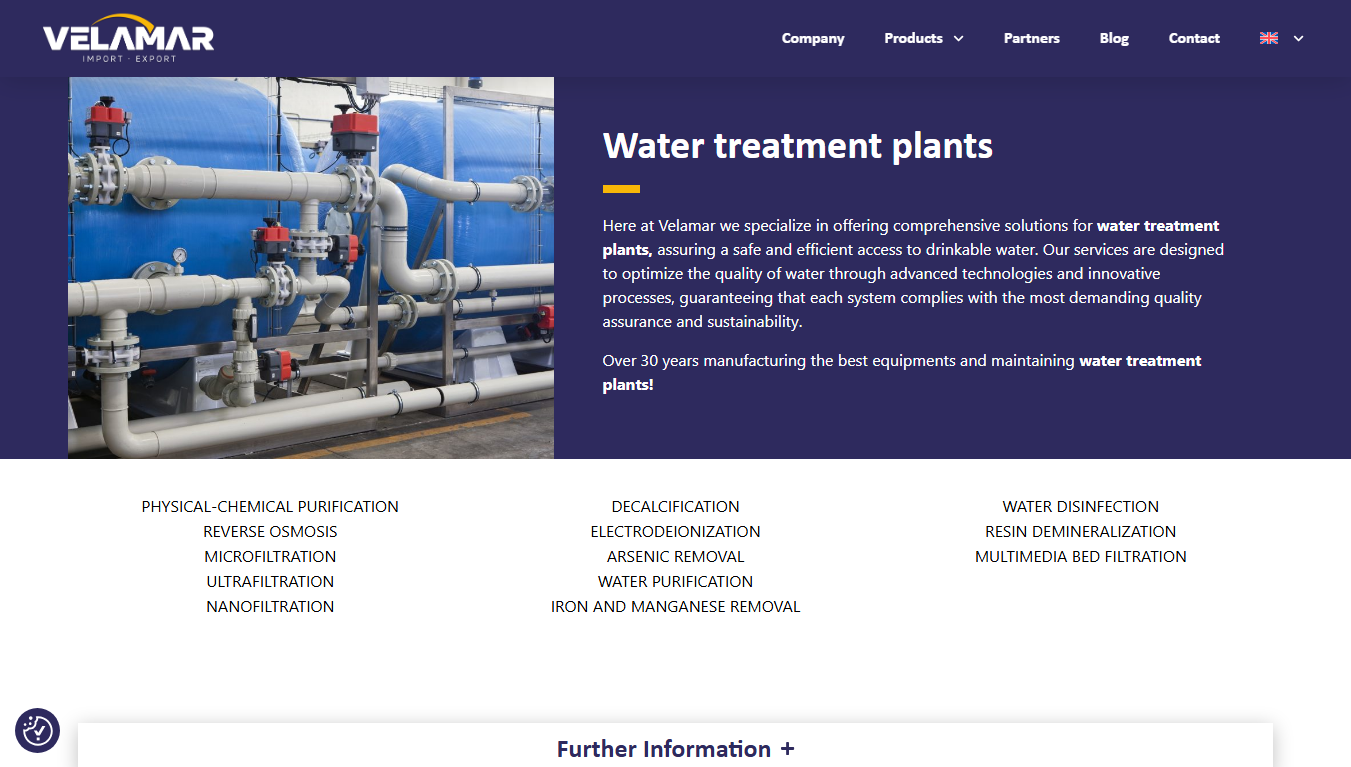 VELAMAR
IMPORT · EXPORT
Company Products Partners Blog Contact
Water treatment plants
Here at Velamar we specialize in offering comprehensive solutions for water treatment
plants, assuring a safe and efficient access to drinkable water. Our services are designed
to optimize the quality of water through advanced technologies and innovative
processes, guaranteeing that each system complies with the most demanding quality
assurance and sustainability.
Over 30 years manufacturing the best equipments and maintaining water treatment
plants!
PHYSICAL-CHEMICAL PURIFICATION
REVERSE OSMOSIS
MICROFILTRATION
ULTRAFILTRATION
NANOFILTRATION
DECALCIFICATION
ELECTRODEIONIZATION
ARSENIC REMOVAL
WATER PURIFICATION
IRON AND MANGANESE REMOVAL
WATER DISINFECTION
RESIN DEMINERALIZATION
MULTIMEDIA BED FILTRATION
Further Information +